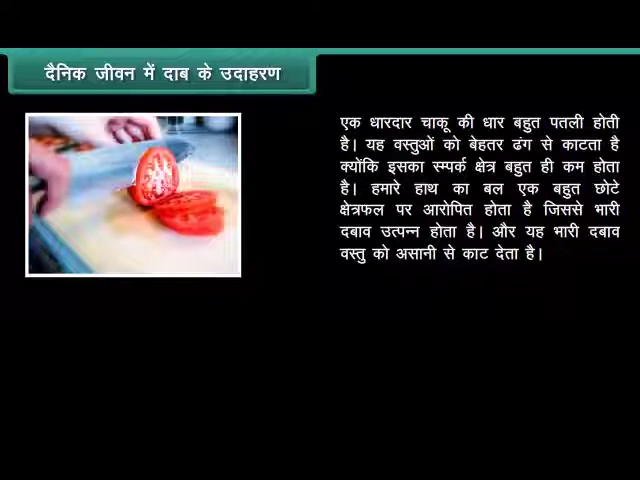 दैनिक जीवन में दाब के उदाहरण
एक धारदार चाकू की धार बहुत पतली होती
है। यह वस्तुओं को बेहतर ढंग से काटता है
क्योंकि इसका स्म्पर्क क्षेत्र बहुत ही कम होता
है। हमारे हाथ का बल एक बहुत छोटे
क्षेत्रफल पर आरोपित होता है जिससे भारी
दबाव उत्पन्न होता है। और यह भारी दबाव
वस्तु को असानी से काट देता है।